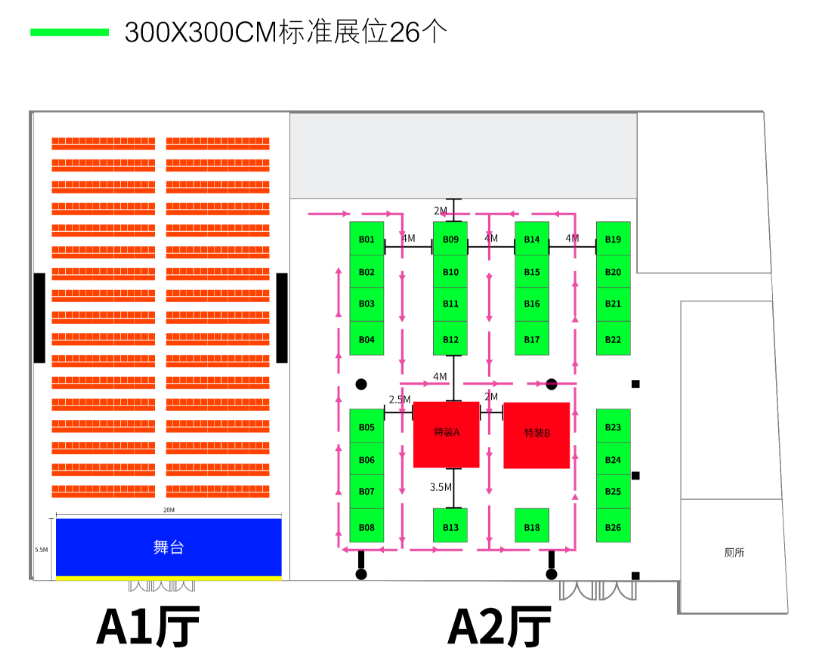 300X300CM标准展位26个
2M
B01 4M B09 4M B14 4M B19
B02 B10 B15 B20
B03 B11 B16 B21
B04 B12 B17 B22
4M
2.5M 2M
B05 特装A 特装B B23
B06 B24
B07 3.5M B25
B08 B13 B18 B26
20M
5.5M 舞台
厕所
A1厅 A2厅